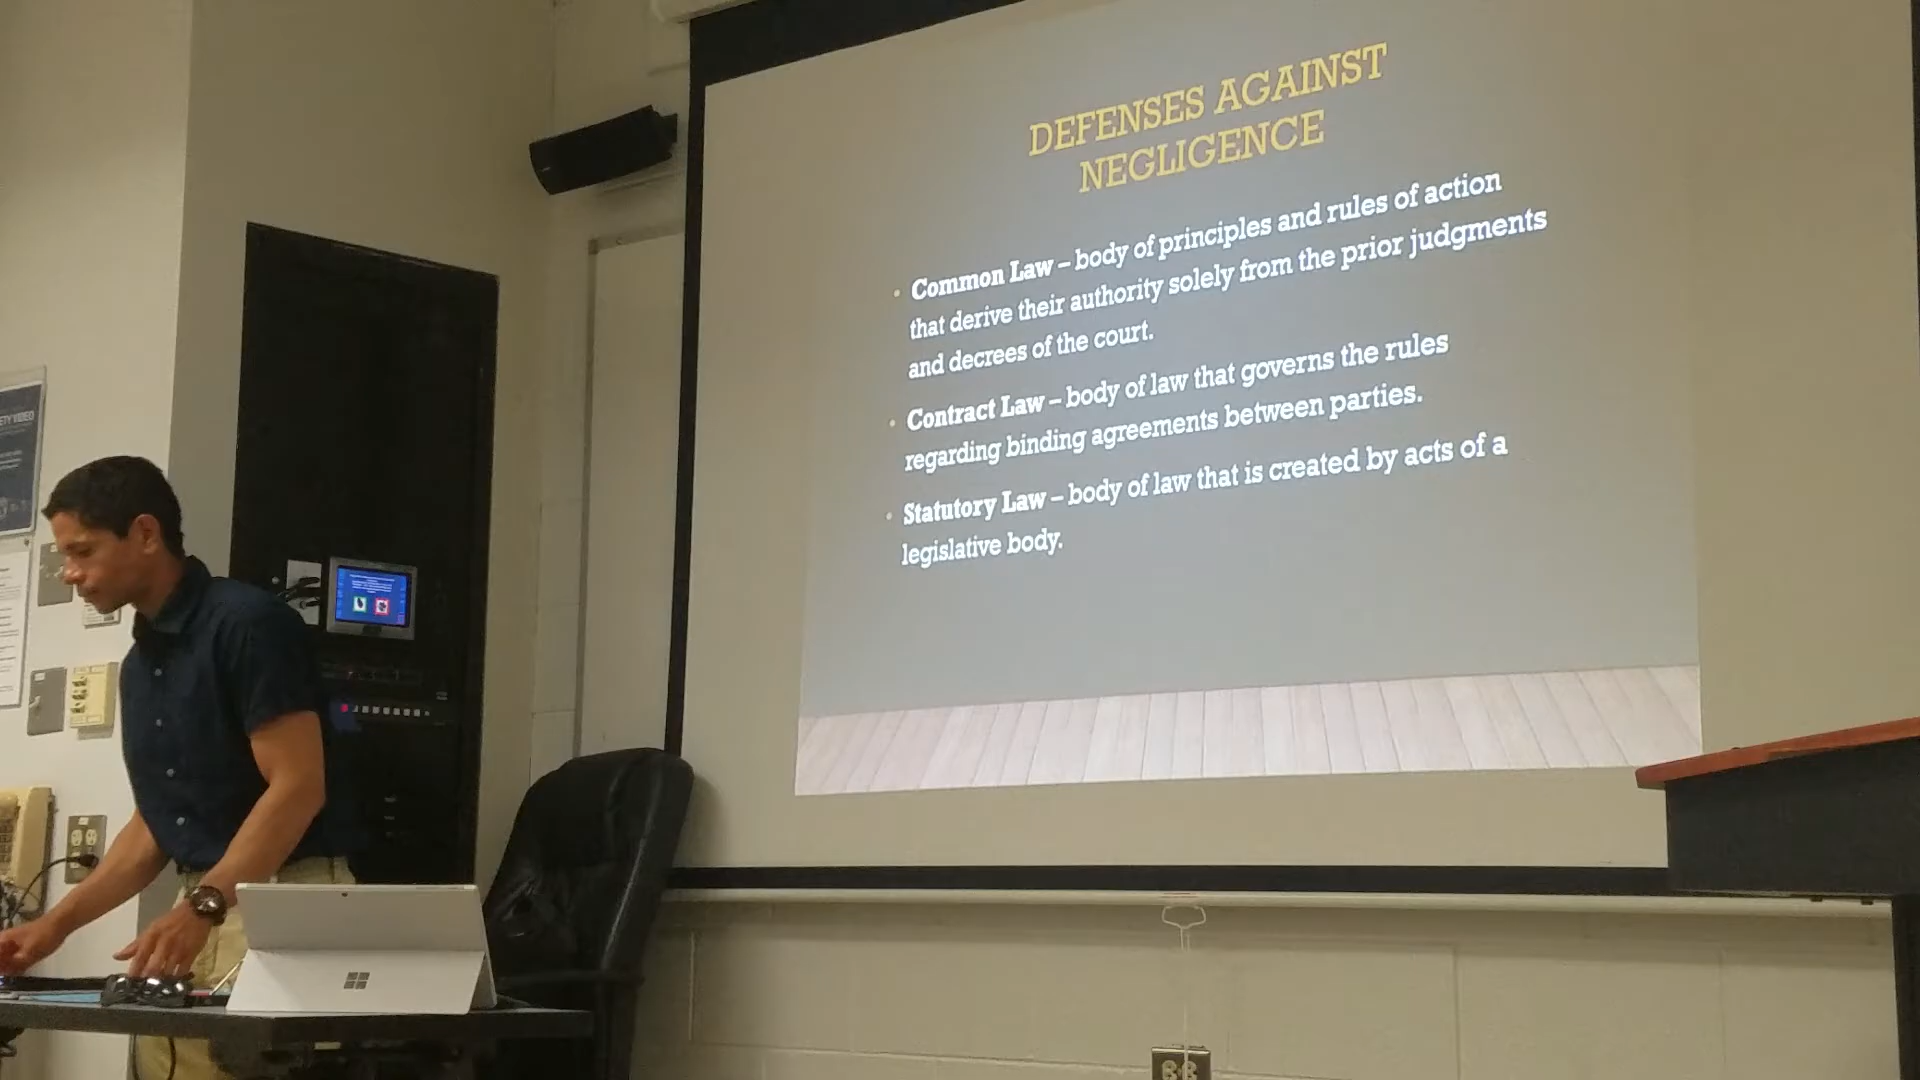 DEFENSES AGAINST
NEGLIGENCE
• Common Law – body of principles and rules of action
that derive their authority solely from the prior judgments
and decrees of the court.
• Contract Law – body of law that governs the rules
regarding binding agreements between parties.
• Statutory Law – body of law that is created by acts of a
legislative body.